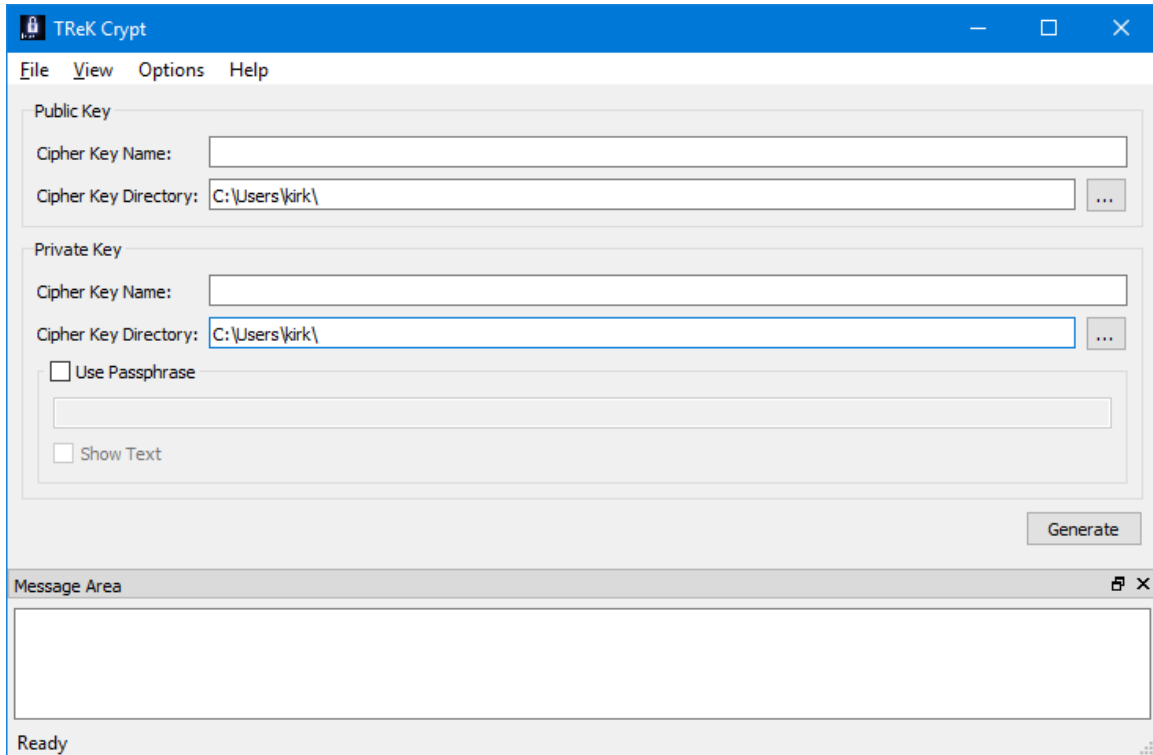 TReK Crypt
File View Options Help
Public Key
Cipher Key Name:
Cipher Key Directory: C:\Users\kirk\ ...
Private Key
Cipher Key Name:
Cipher Key Directory: C:\Users\kirk\ ...
Use Passphrase
Show Text
Generate
Message Area
Ready